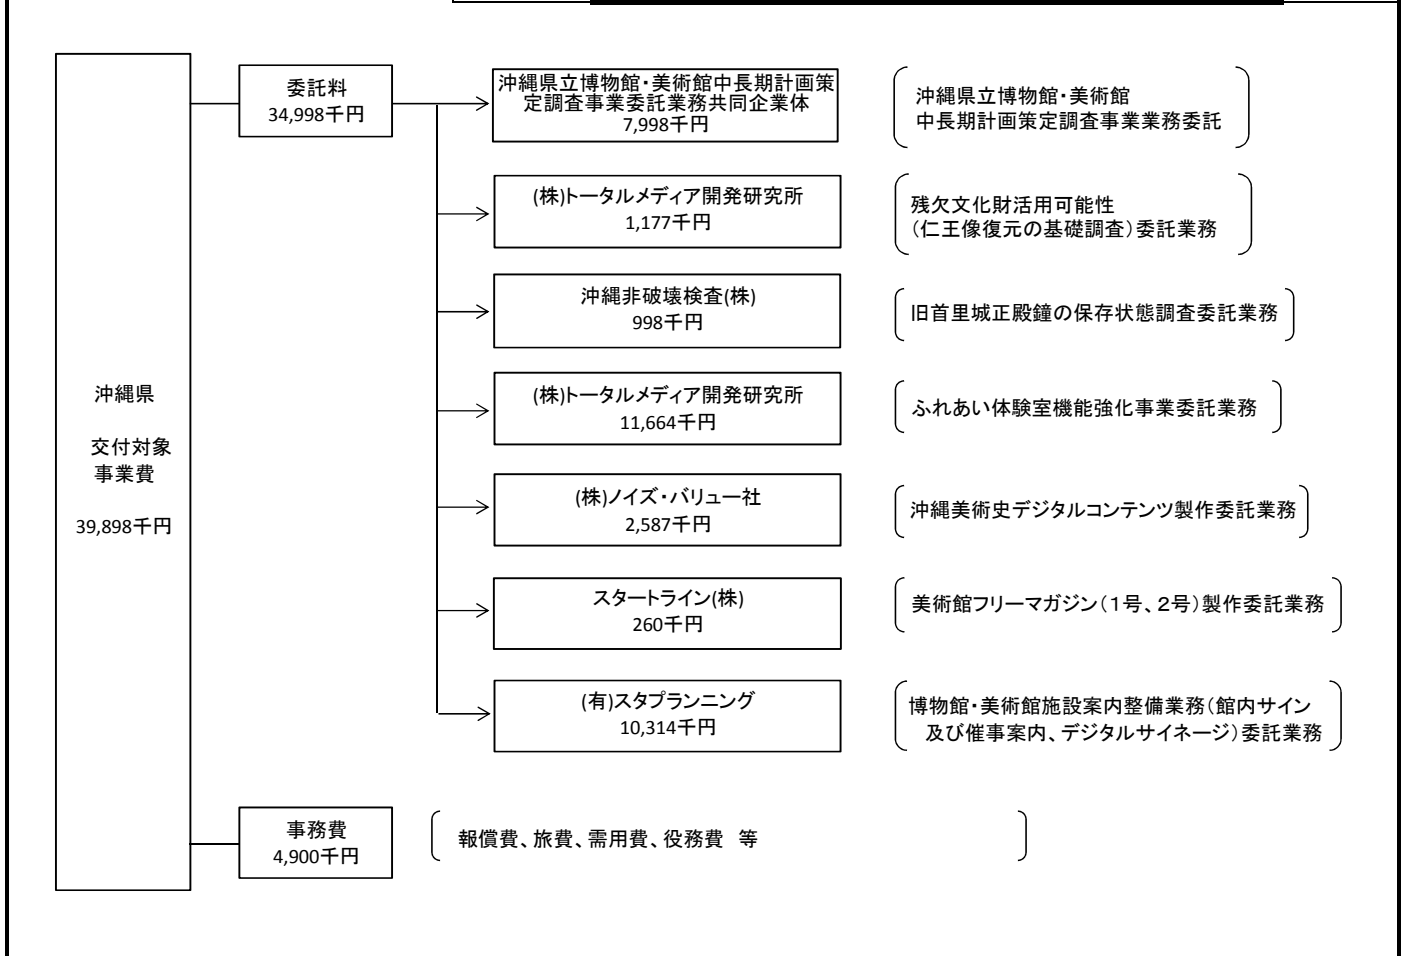 沖縄県
交付対象
事業費
39,898千円
委託料
34,998千円
沖縄県立博物館・美術館中長期計画策
定調査事業委託業務共同企業体
7,998千円
沖縄県立博物館・美術館
中長期計画策定調査事業業務委託
(株)トータルメディア開発研究所
1,177千円
残欠文化財活用可能性
(仁王像復元の基礎調査)委託業務
沖縄非破壊検査(株)
998千円
旧首里城正殿鐘の保存状態調査委託業務
(株)トータルメディア開発研究所
11,664千円
ふれあい体験室機能強化事業委託業務
(株)ノイズ・バリュー社
2,587千円
沖縄美術史デジタルコンテンツ製作委託業務
スタートライン(株)
260千円
美術館フリーマガジン(1号、2号)製作委託業務
(有)スタプランニング
10,314千円
博物館・美術館施設案内整備業務(館内サイン
及び催事案内、デジタルサイネージ)委託業務
事務費
4,900千円
報償費、旅費、需用費、役務費 等